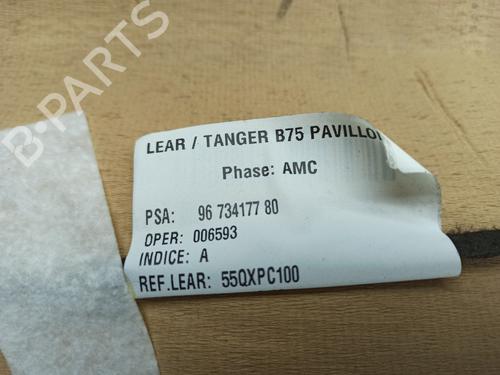 B-PARTS
LEAR / TANGER B75 PAVILLO
Phase: AMC
PSA: 96 734177 80
OPER: 006593
INDICE: A
REF.LEAR: 55QXPC100